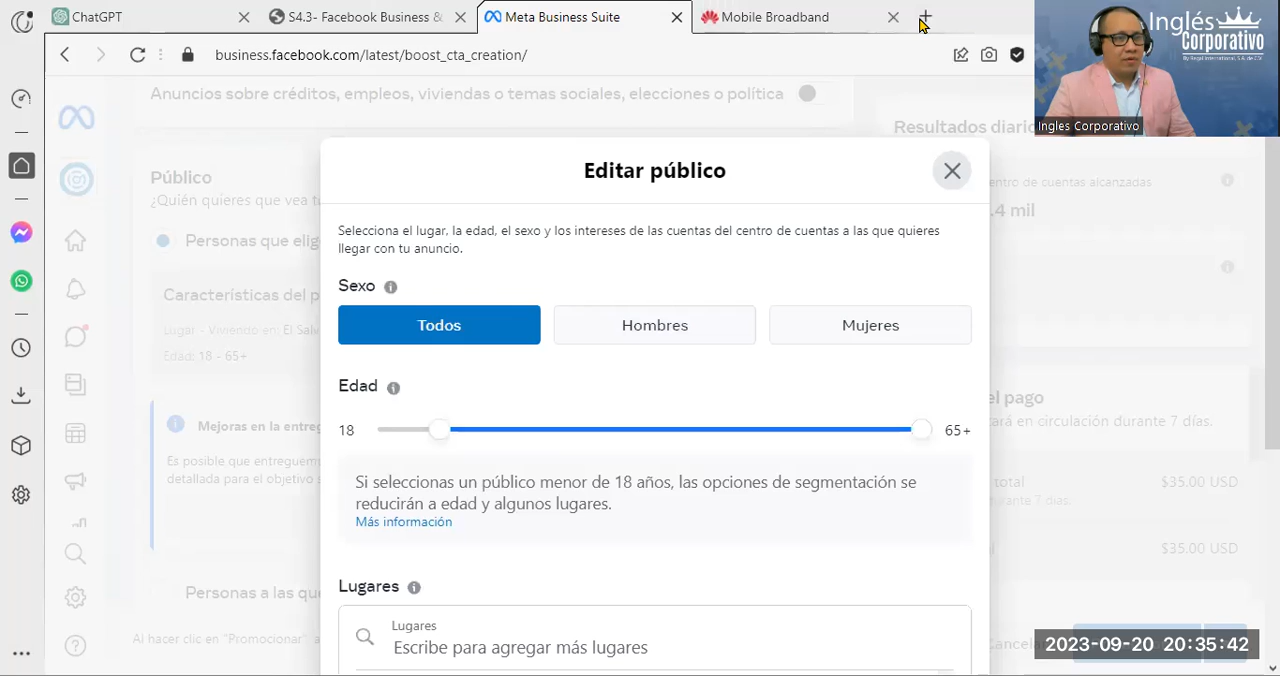 ChatGPT
S4.3- Facebook Business &
Meta Business Suite
Mobile Broadband
business.facebook.com/latest/boost_cta_creation/
Inglés
Corporativo
By Regal International, S.A. de C.V.
Ingles Corporativo
Anuncios sobre créditos, empleos, viviendas o temas sociales, elecciones o política
Resultados diario
Público
¿Quién quieres que vea tu
Personas que elig
Características del p
Lugar - Viviendo en: El Salv
Edad: 18 - 65+
Mejoras en la entreg
Es posible que entreguem
detallada para el objetivo s
Personas a las que
Al hacer clic en "Promocionar" a
Editar público
Selecciona el lugar, la edad, el sexo y los intereses de las cuentas del centro de cuentas a las que quieres
llegar con tu anuncio.
Sexo
Todos
Hombres
Mujeres
Edad
18
65+
Si seleccionas un público menor de 18 años, las opciones de segmentación se
reducirán a edad y algunos lugares.
Más información
Lugares
Lugares
Escribe para agregar más lugares
entro de cuentas alcanzadas
.4 mil
el pago
tará en circulación durante 7 días.
total
$35.00 USD
durante 7 días.
$35.00 USD
Cancelar
2023-09-20 20:35:42